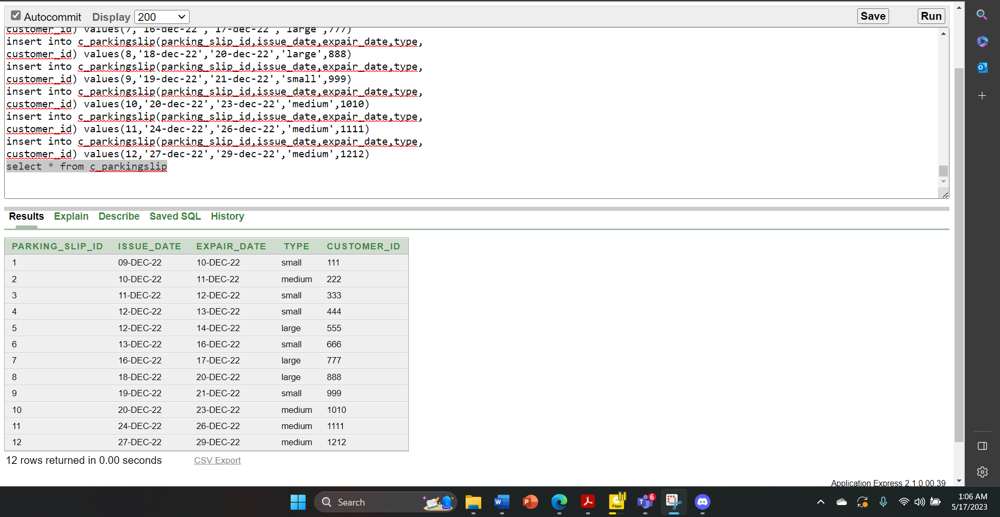 Autocommit Display 200 Save Run
customer_id) values(7,'16-dec-22','17-dec-22','large',777)
insert into c_parkingslip(parking_slip_id,issue_date,expair_date,type,
customer_id) values(8,'18-dec-22','20-dec-22','large',888)
insert into c_parkingslip(parking_slip_id,issue_date,expair_date,type,
customer_id) values(9,'19-dec-22','21-dec-22','small',999)
insert into c_parkingslip(parking_slip_id,issue_date,expair_date,type,
customer_id) values(10,'20-dec-22','23-dec-22','medium',1010)
insert into c_parkingslip(parking_slip_id,issue_date,expair_date,type,
customer_id) values(11,'24-dec-22','26-dec-22','medium',1111)
insert into c_parkingslip(parking_slip_id,issue_date,expair_date,type,
customer_id) values(12,'27-dec-22','29-dec-22','medium',1212)
select * from c_parkingslip
Results Explain Describe Saved SQL History
PARKING_SLIP_ID ISSUE_DATE EXPAIR_DATE TYPE CUSTOMER_ID
1 09-DEC-22 10-DEC-22 small 111
2 10-DEC-22 11-DEC-22 medium 222
3 11-DEC-22 12-DEC-22 small 333
4 12-DEC-22 13-DEC-22 small 444
5 12-DEC-22 14-DEC-22 large 555
6 13-DEC-22 16-DEC-22 small 666
7 16-DEC-22 17-DEC-22 large 777
8 18-DEC-22 20-DEC-22 large 888
9 19-DEC-22 21-DEC-22 small 999
10 20-DEC-22 23-DEC-22 medium 1010
11 24-DEC-22 26-DEC-22 medium 1111
12 27-DEC-22 29-DEC-22 medium 1212
12 rows returned in 0.00 seconds CSV Export
Application Express 2.1.0.00.39
Search W P Player T 6 1:06 AM
5/17/2023